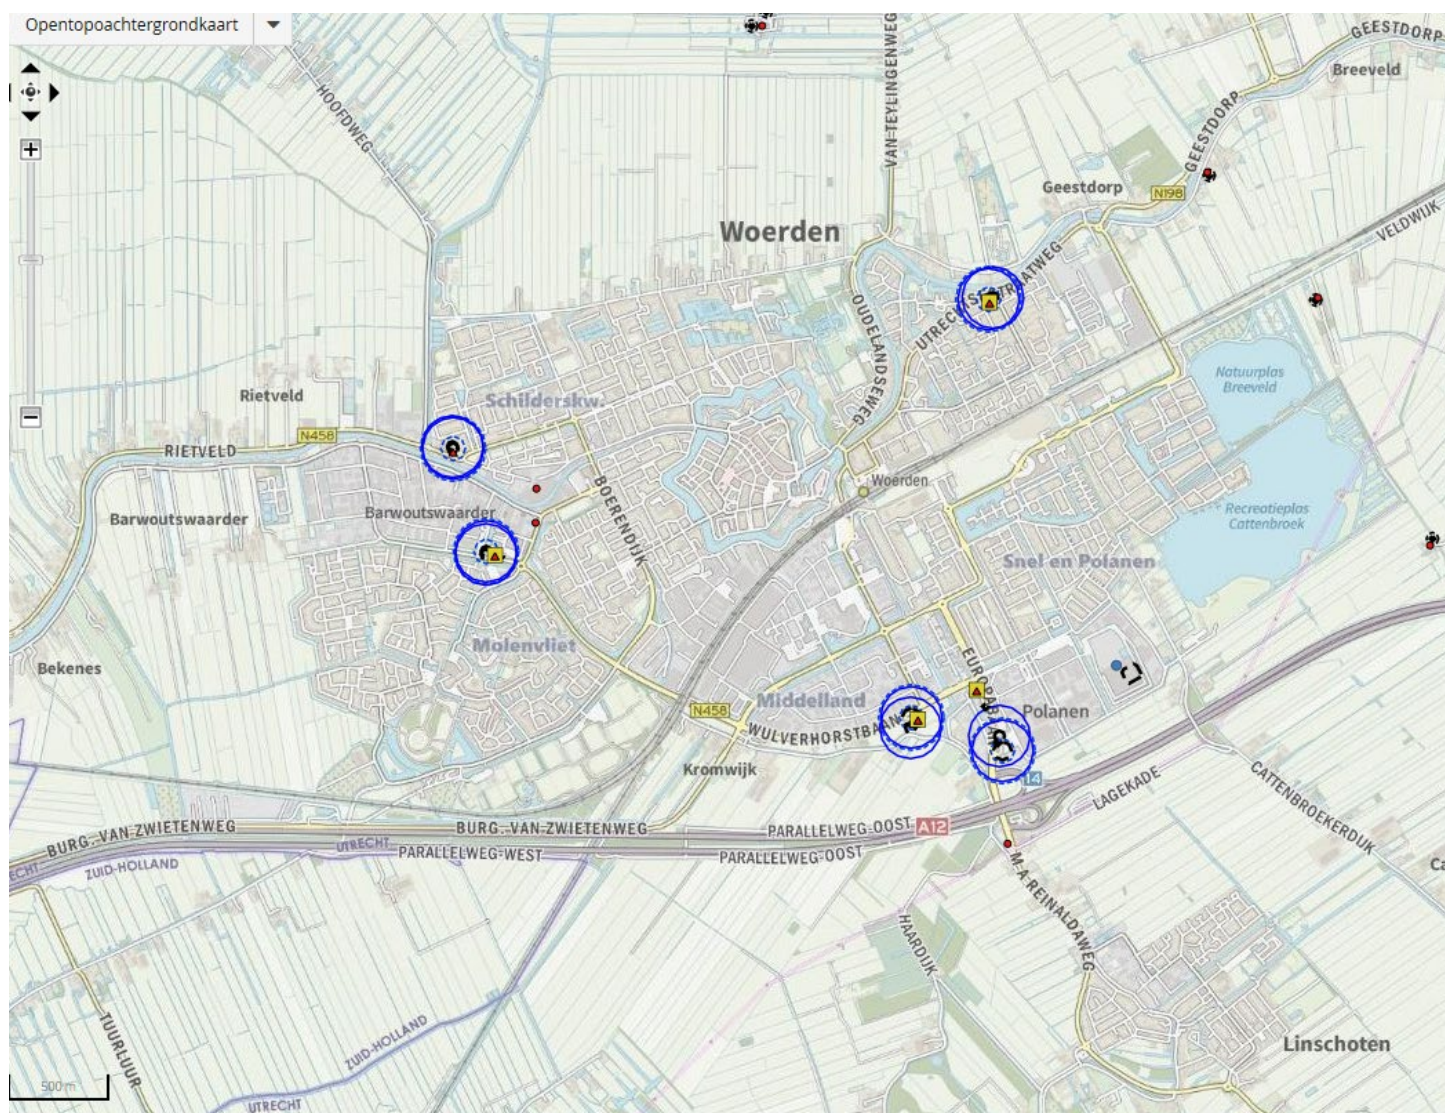 Opentopoachtergrondkaart
GEESTDORP
Breeveld
HOOFDWEG
VAN-TEYLINGENWEG
GEESTDORP
Geestdorp
N198
VELDWIJK
Woerden
UTRECHTSESTRAATWEG
OUDELANDSEWEG
Natuurplas
Breeveld
Rietveld
Schilderskw.
N458
RIETVELD
Woerden
BOERENDIJK
Barwoutswaarder
Barwoutswaarder
Recreatieplas
Cattenbroek
Snel en Polanen
Molenvliet
Bekenes
EUROPABAAN
Middelland
N458
Polanen
WULVERHORSTBAAN
Kromwijk
14
LAGEKADE
CATTENBROEKERDIJK
BURG. VAN ZWIETENWEG
BURG. VAN ZWIETENWEG
PARALLELWEG-OOST
A12
UTRECHT
PARALLELWEG-WEST
PARALLELWEG-OOST
ZUID-HOLLAND
ECHT
Ca
M-A-REINALDAWEG
HAARDIJK
TUURLUUR
ZUID-HOLLAND
Linschoten
500 m
UTRECHT